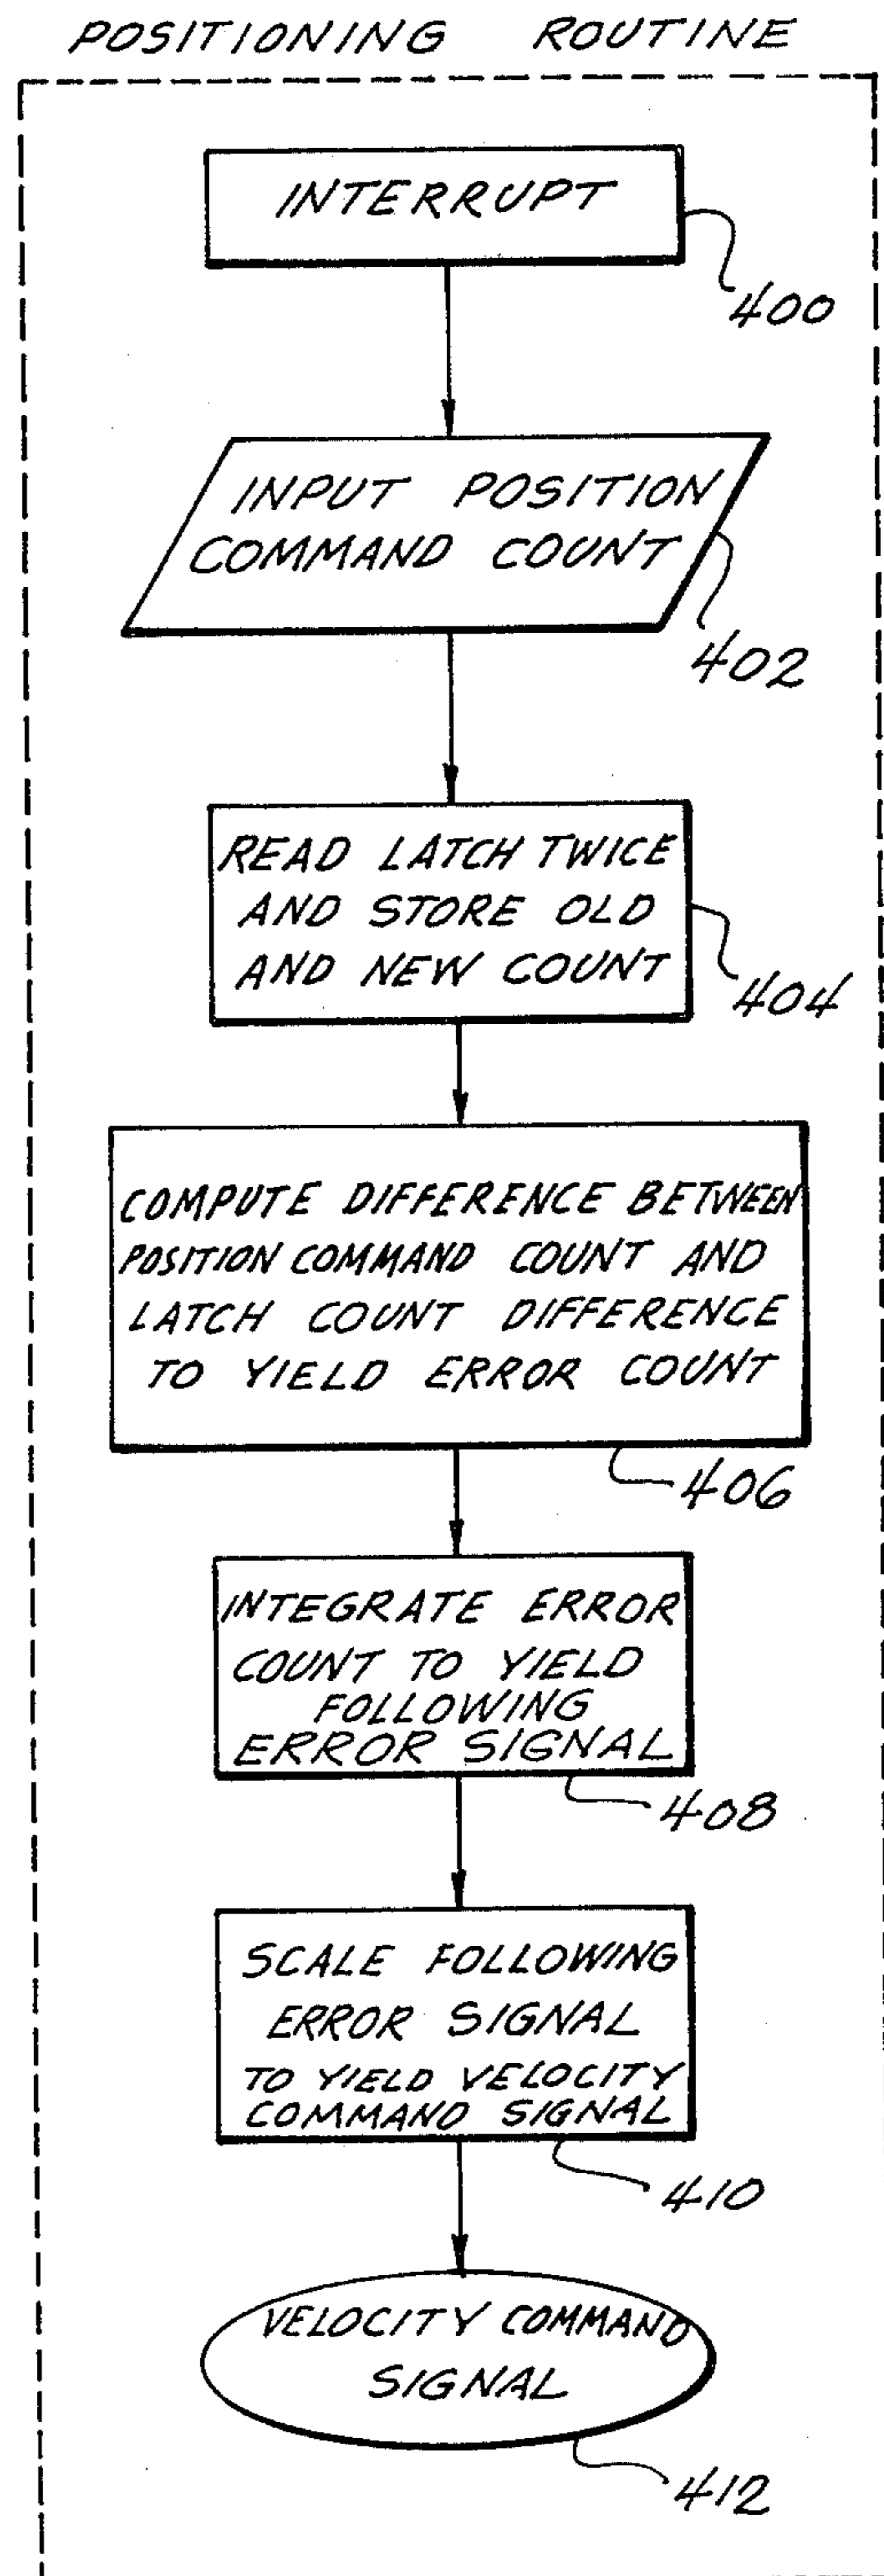 POSITIONING ROUTINE
INTERRUPT
400
INPUT POSITION
COMMAND COUNT
402
READ LATCH TWICE
AND STORE OLD
AND NEW COUNT
404
COMPUTE DIFFERENCE BETWEEN
POSITION COMMAND COUNT AND
LATCH COUNT DIFFERENCE
TO YIELD ERROR COUNT
406
INTEGRATE ERROR
COUNT TO YIELD
FOLLOWING
ERROR SIGNAL
408
SCALE FOLLOWING
ERROR SIGNAL
TO YIELD VELOCITY
COMMAND SIGNAL
410
VELOCITY COMMAND
SIGNAL
412